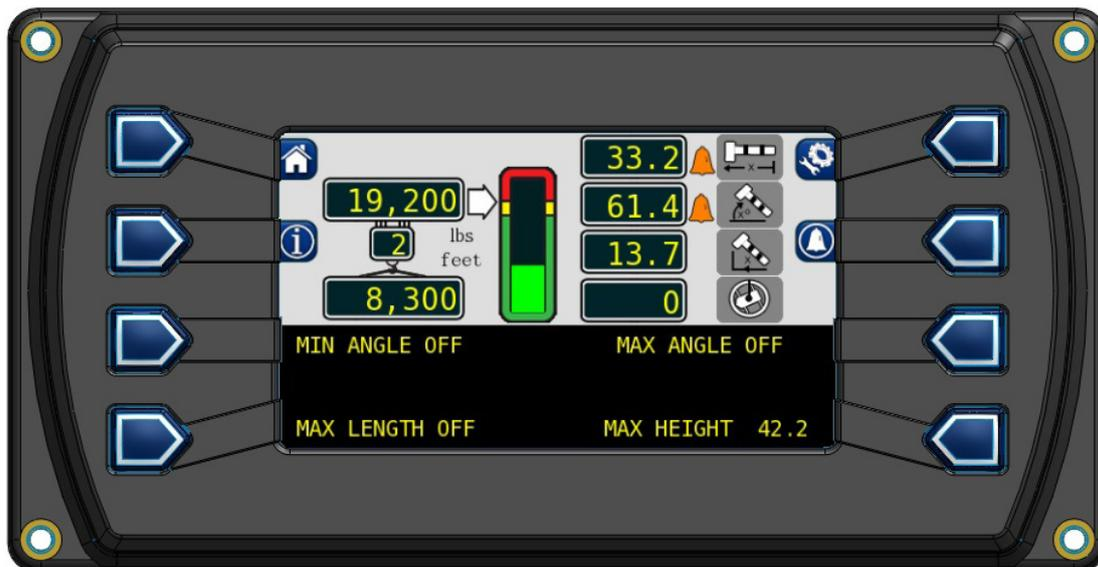 19,200
2
lbs
feet
8,300
33.2
x
61.4
x°
13.7
x
0
MIN ANGLE OFF
MAX ANGLE OFF
MAX LENGTH OFF
MAX HEIGHT 42.2